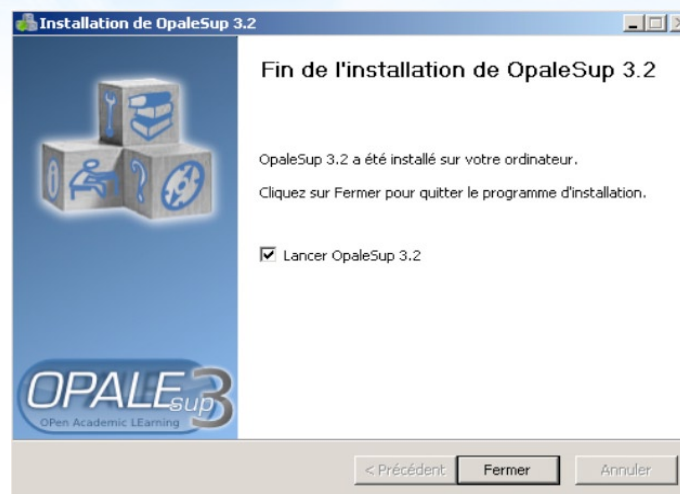 Installation de OpaleSup 3.2
Fin de l'installation de OpaleSup 3.2
OpaleSup 3.2 a été installé sur votre ordinateur.
Cliquez sur Fermer pour quitter le programme d'installation.
Lancer OpaleSup 3.2
OPALE sup 3
OPen Academic LEarning
< Précédent
Fermer
Annuler